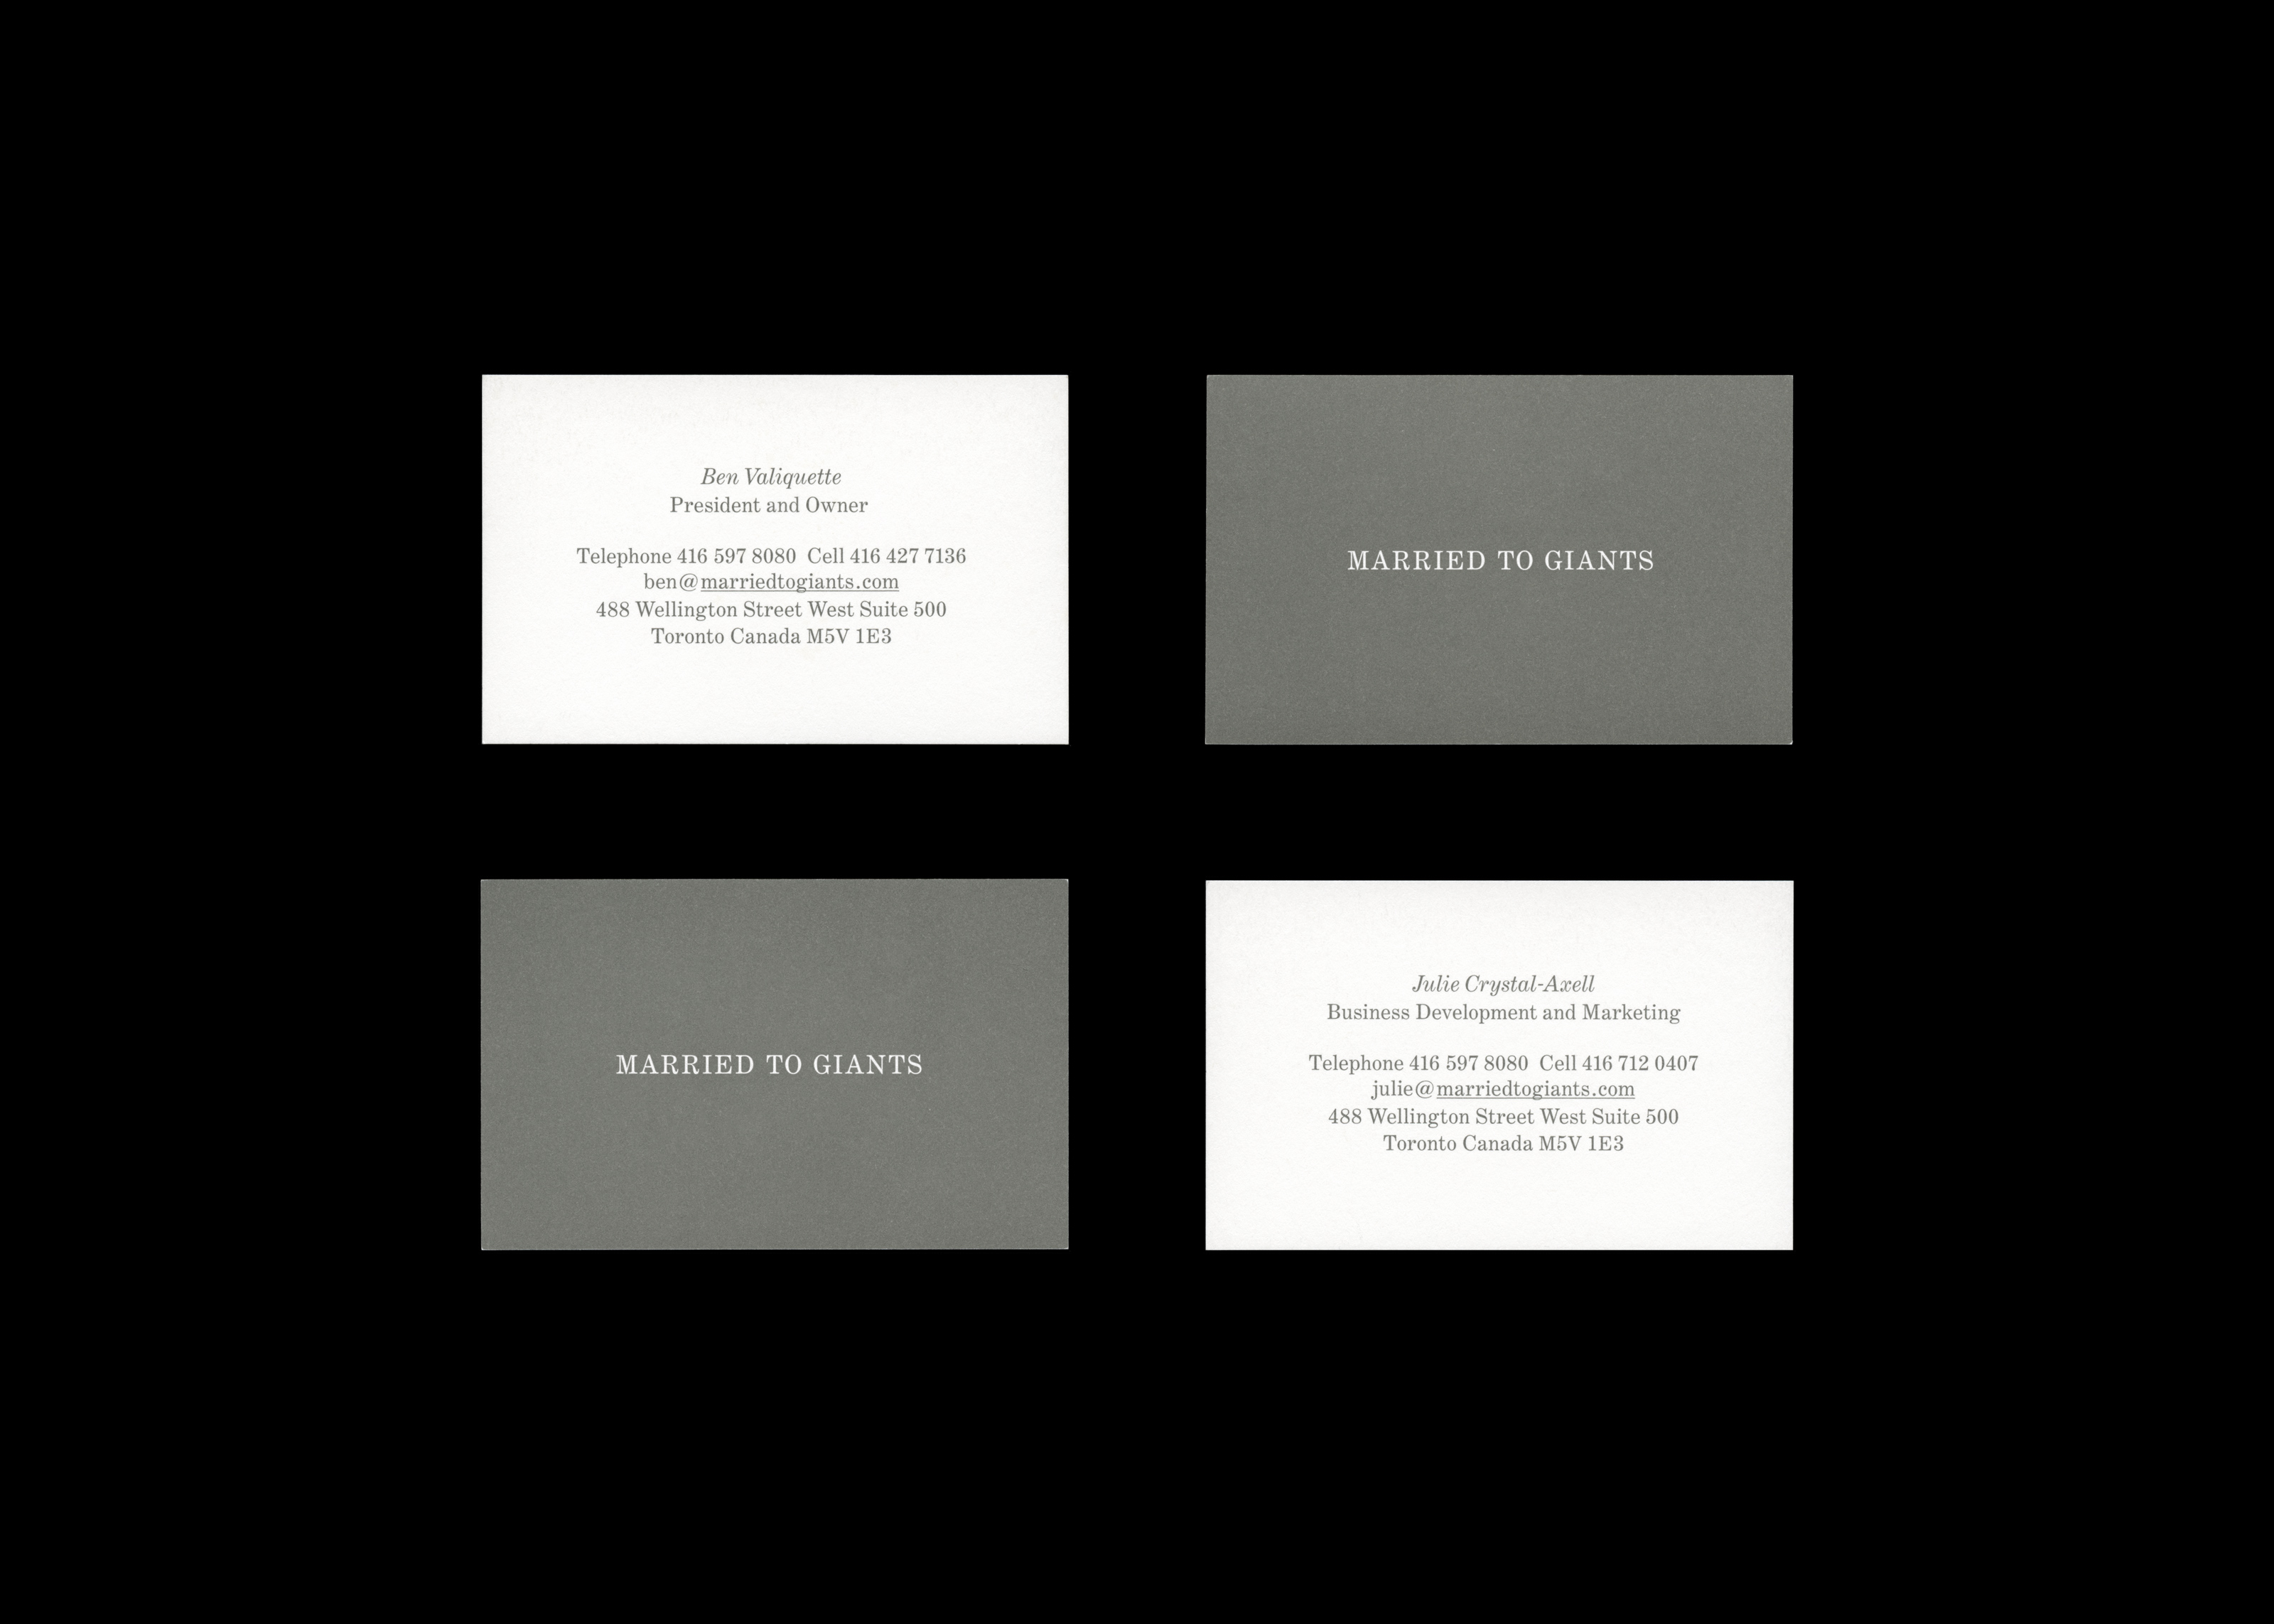 Ben Valiquette
President and Owner
Telephone 416 597 8080  Cell 416 427 7136
ben@marriedtogiants.com
488 Wellington Street West Suite 500
Toronto Canada M5V 1E3
MARRIED TO GIANTS
MARRIED TO GIANTS
Julie Crystal-Axell
Business Development and Marketing
Telephone 416 597 8080  Cell 416 712 0407
julie@marriedtogiants.com
488 Wellington Street West Suite 500
Toronto Canada M5V 1E3